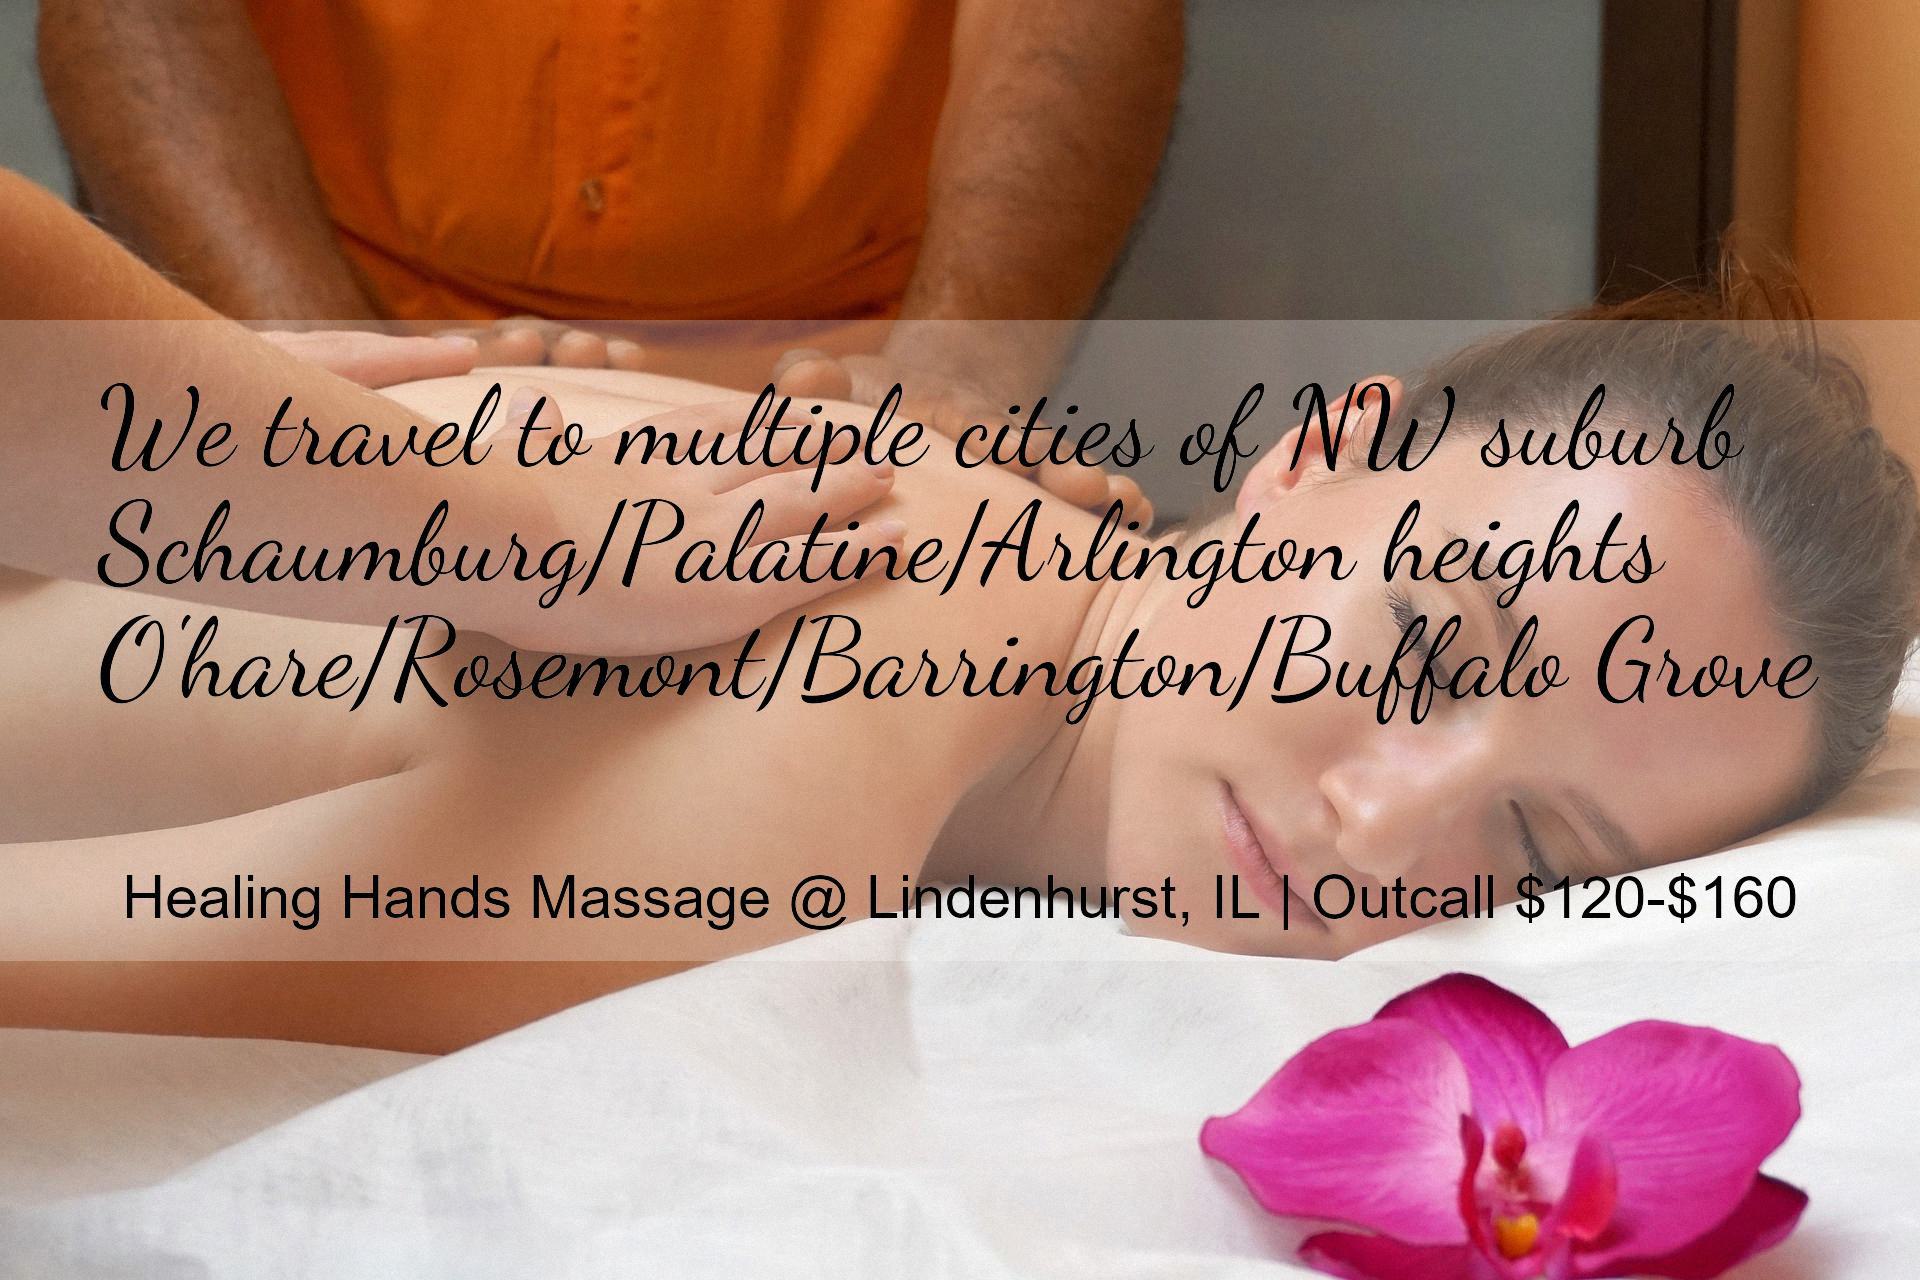 We travel to multiple cities of NW suburb
Schaumburg/Palatine/Arlington heights
O'hare/Rosemont/Barrington/Buffalo Grove
Healing Hands Massage @ Lindenhurst, IL | Outcall $120-$160